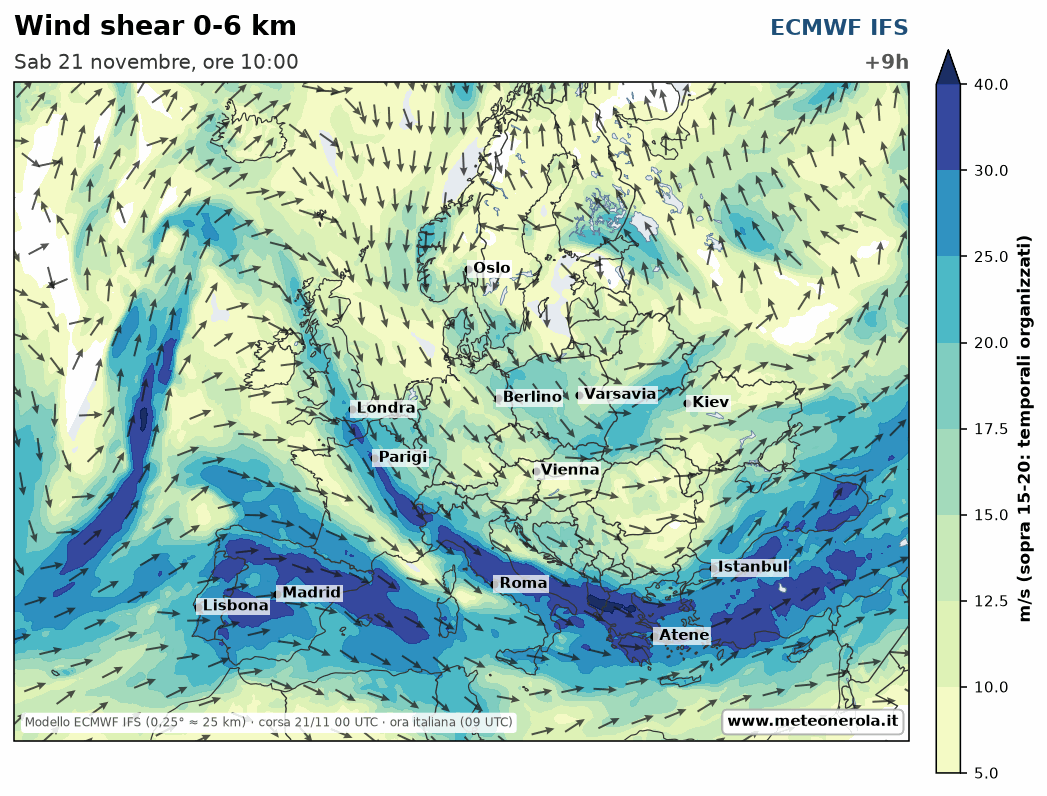 Wind shear 0-6 km
ECMWF IFS
Sab 21 novembre, ore 10:00
+9h
40.0
30.0
25.0
20.0
17.5
15.0
12.5
10.0
5.0
m/s (sopra 15-20: temporali organizzati)
Oslo
Londra
Berlino
Varsavia
Kiev
Parigi
Vienna
Roma
Istanbul
Madrid
Lisbona
Atene
Modello ECMWF IFS (0,25° ≈ 25 km) · corsa 21/11 00 UTC · ora italiana (09 UTC)
www.meteonerola.it